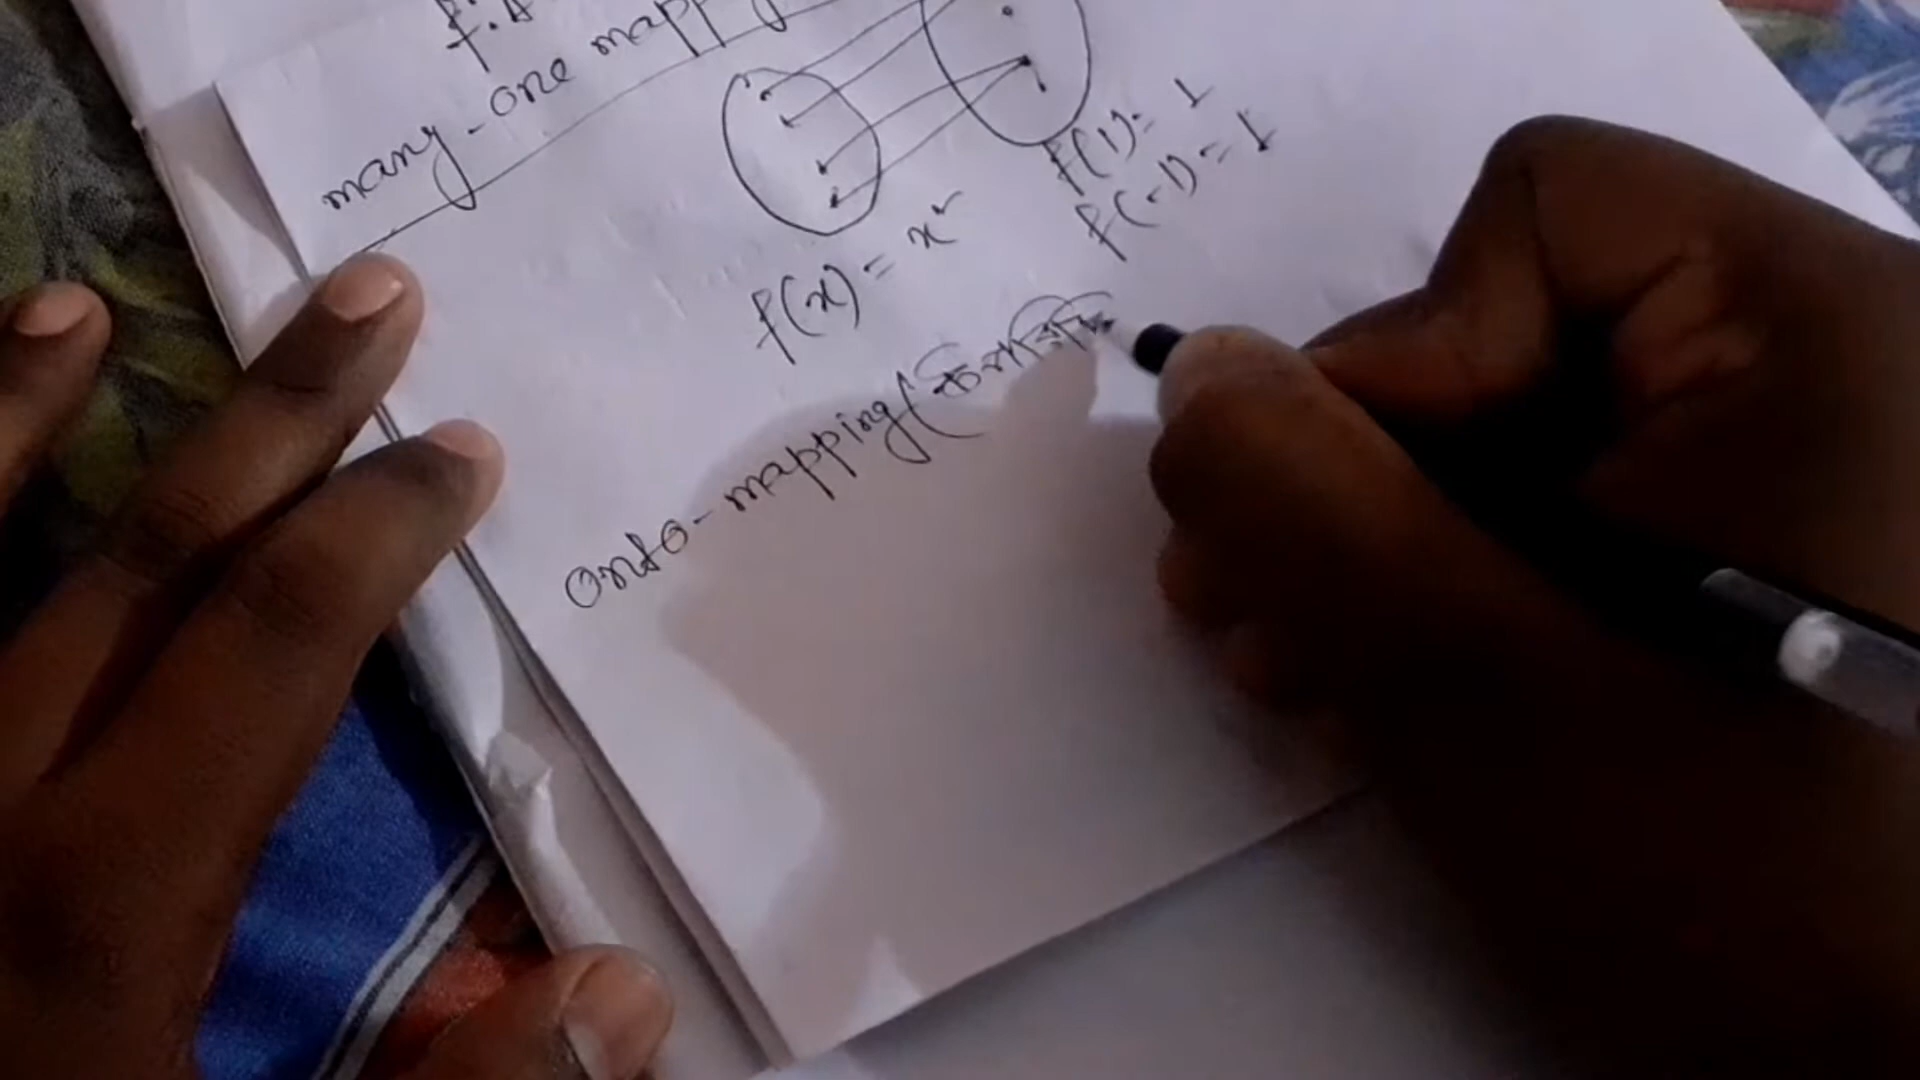 many-one mapping
f(x) = x²
f(1) = 1
f(-1) = 1
onto-mapping (